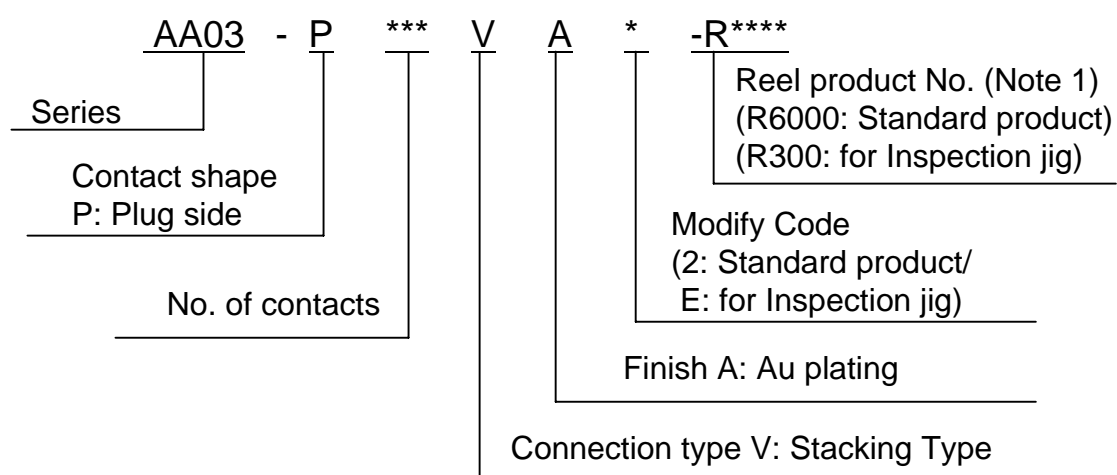 AA03 - P *** V A * -R****
Reel product No. (Note 1)
(R6000: Standard product)
(R300: for Inspection jig)
Series
Contact shape
P: Plug side
Modify Code
(2: Standard product/
E: for Inspection jig)
No. of contacts
Finish A: Au plating
Connection type V: Stacking Type